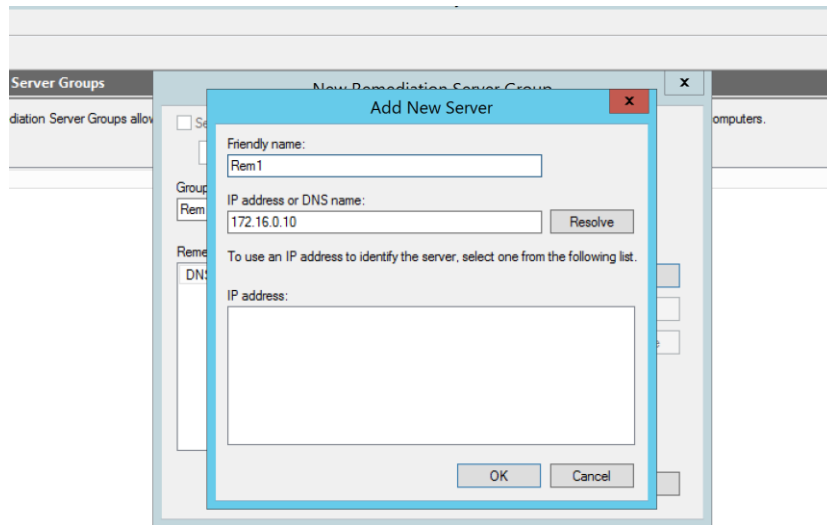 Server Groups
New Remediation Server Group
x
diation Server Groups allow
omputers.
Add New Server
x
Friendly name:
Rem1
Group
Rem
IP address or DNS name:
172.16.0.10
Resolve
Reme
DNS
To use an IP address to identify the server, select one from the following list.
IP address:
OK
Cancel